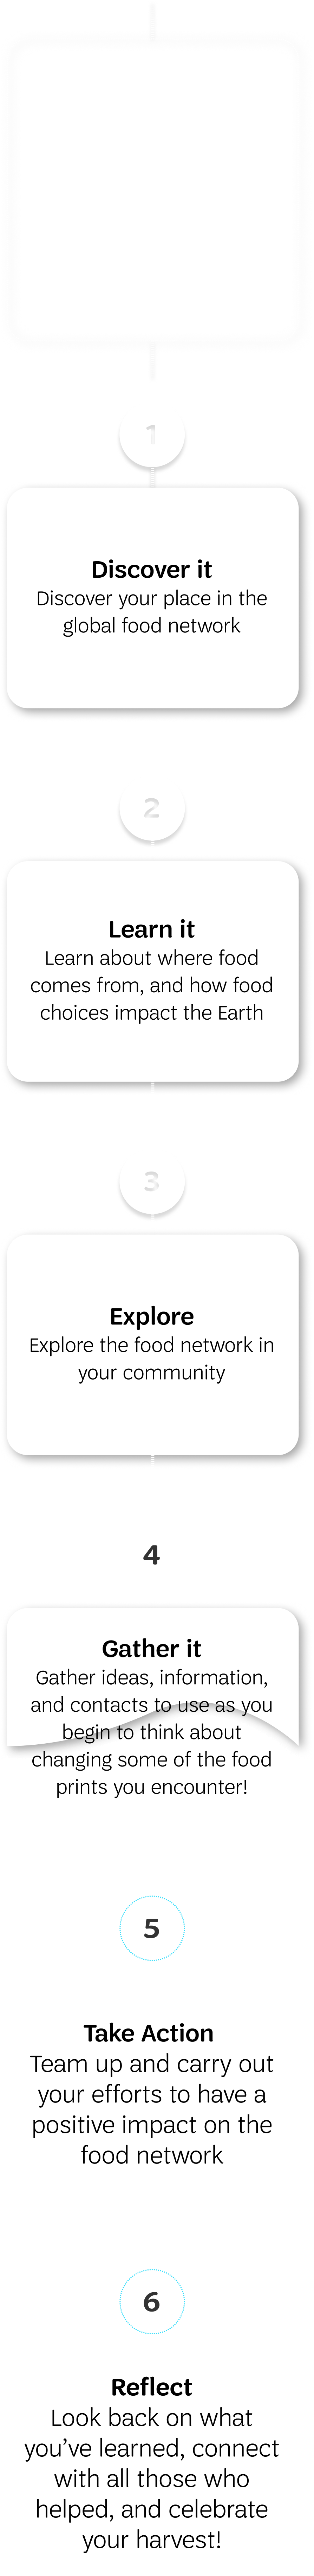 1
Discover it
Discover your place in the
global food network
2
Learn it
Learn about where food
comes from, and how food
choices impact the Earth
3
Explore
Explore the food network in
your community
4
Gather it
Gather ideas, information,
and contacts to use as you
begin to think about
changing some of the food
prints you encounter!
5
Take Action
Team up and carry out
your efforts to have a
positive impact on the
food network
6
Reflect
Look back on what
you’ve learned, connect
with all those who
helped, and celebrate
your harvest!